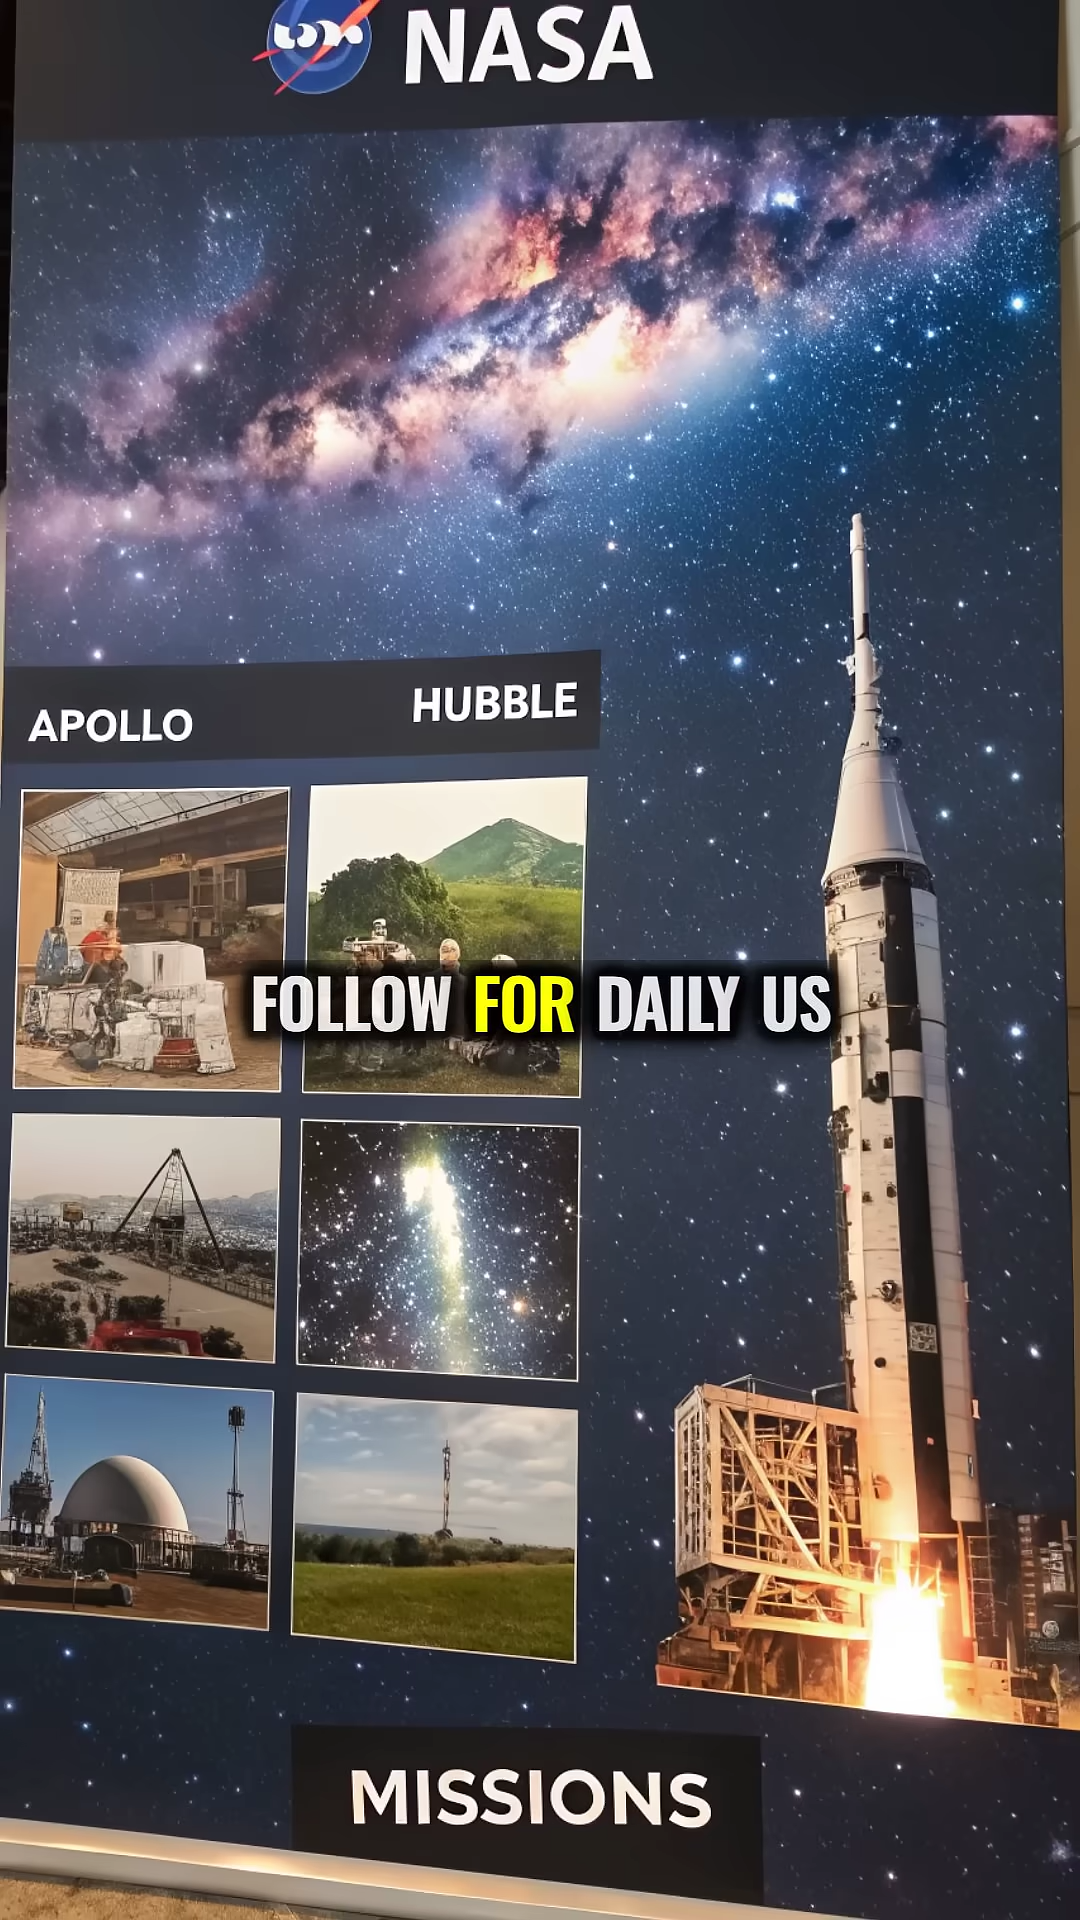 NASA
APOLLO
HUBBLE
FOLLOW FOR DAILY US
MISSIONS